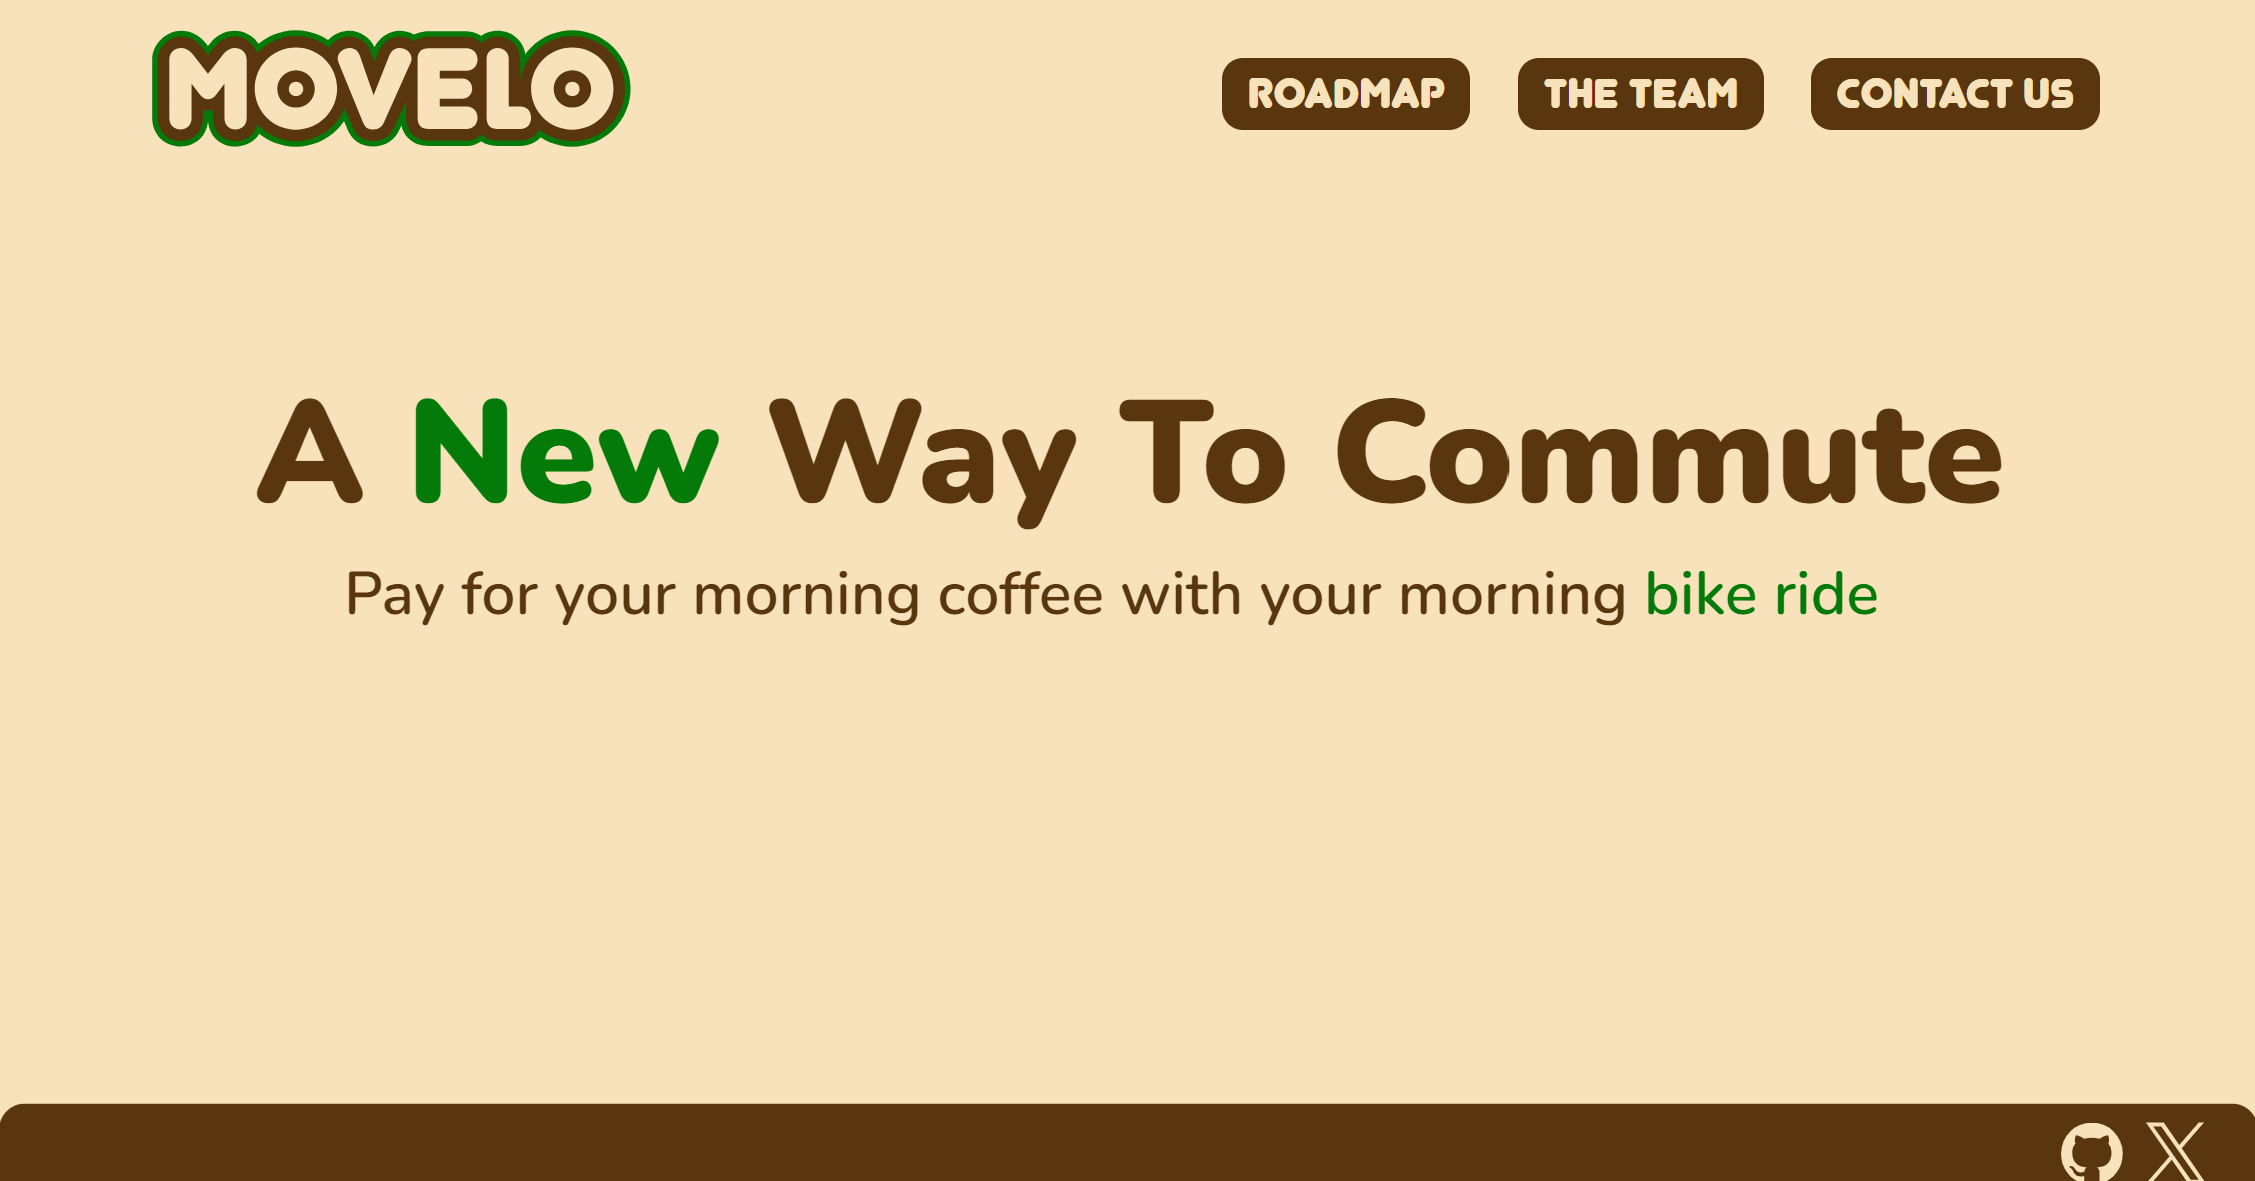 MOVELO
ROADMAP THE TEAM CONTACT US
A New Way To Commute
Pay for your morning coffee with your morning bike ride